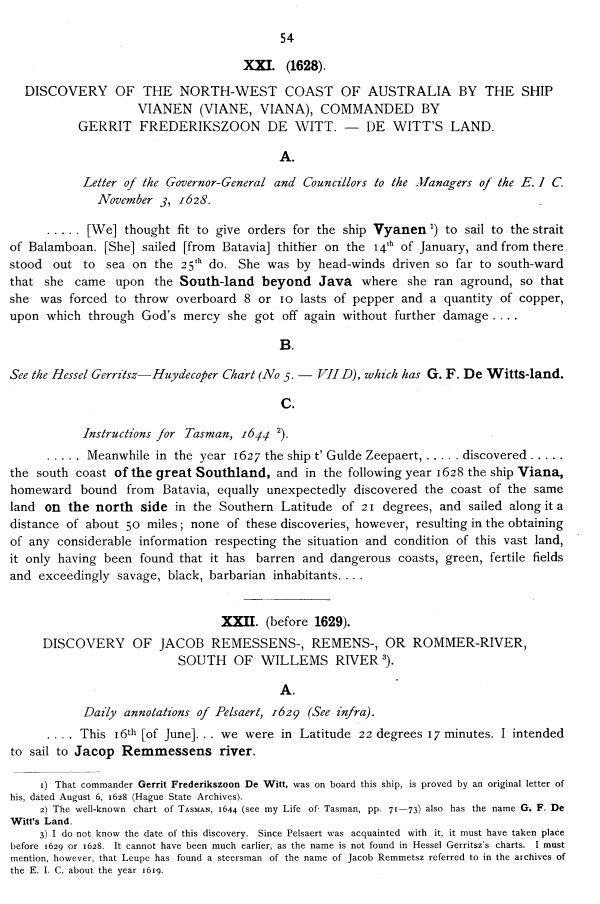 54
XXI. (1628).
DISCOVERY OF THE NORTH-WEST COAST OF AUSTRALIA BY THE SHIP
VIANEN (VIANE, VIANA), COMMANDED BY
GERRIT FREDERIKSZOON DE WITT. — DE WITT'S LAND.
A.
Letter of the Governor-General and Councillors to the Managers of the E. I C.
November 3, 1628.
..... [We] thought fit to give orders for the ship Vyanen 1) to sail to the strait
of Balamboan. [She] sailed [from Batavia] thither on the 14th of January, and from there
stood out to sea on the 25th do. She was by head-winds driven so far to south-ward
that she came upon the South-land beyond Java where she ran aground, so that
she was forced to throw overboard 8 or 10 lasts of pepper and a quantity of copper,
upon which through God's mercy she got off again without further damage ....
B.
See the Hessel Gerritsz—Huydecoper Chart (No 5. — VII D), which has G. F. De Witts-land.
C.
Instructions for Tasman, 1644 2).
..... Meanwhile in the year 1627 the ship t' Gulde Zeepaert, ..... discovered .....
the south coast of the great Southland, and in the following year 1628 the ship Viana,
homeward bound from Batavia, equally unexpectedly discovered the coast of the same
land on the north side in the Southern Latitude of 21 degrees, and sailed along it a
distance of about 50 miles; none of these discoveries, however, resulting in the obtaining
of any considerable information respecting the situation and condition of this vast land,
it only having been found that it has barren and dangerous coasts, green, fertile fields
and exceedingly savage, black, barbarian inhabitants....
XXII. (before 1629).
DISCOVERY OF JACOB REMESSENS-, REMENS-, OR ROMMER-RIVER,
SOUTH OF WILLEMS RIVER 3).
A.
Daily annotations of Pelsaert, 1629 (See infra).
.... This 16th [of June]... we were in Latitude 22 degrees 17 minutes. I intended
to sail to Jacop Remmessens river.
1) That commander Gerrit Frederikszoon De Witt, was on board this ship, is proved by an original letter of
his, dated August 6, 1628 (Hague State Archives).
2) The well-known chart of TASMAN, 1644 (see my Life of Tasman, pp. 71—73) also has the name G. F. De
Witt's Land.
3) I do not know the date of this discovery. Since Pelsaert was acquainted with it, it must have taken place
before 1629 or 1628. It cannot have been much earlier, as the name is not found in Hessel Gerritsz's charts. I must
mention, however, that Leupe has found a steersman of the name of Jacob Remmetsz referred to in the archives of
the E. I. C. about the year 1619.